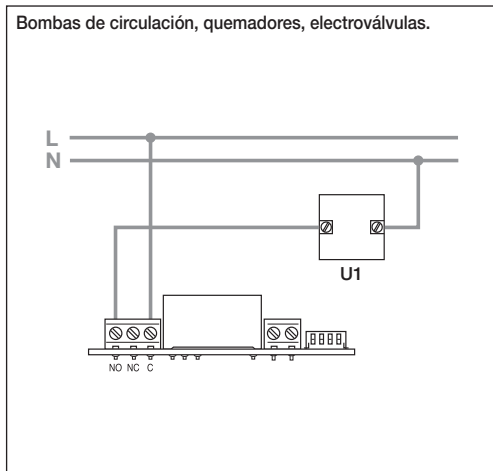 Bombas de circulación, quemadores, electroválvulas.
L
N
U1
NO NC C